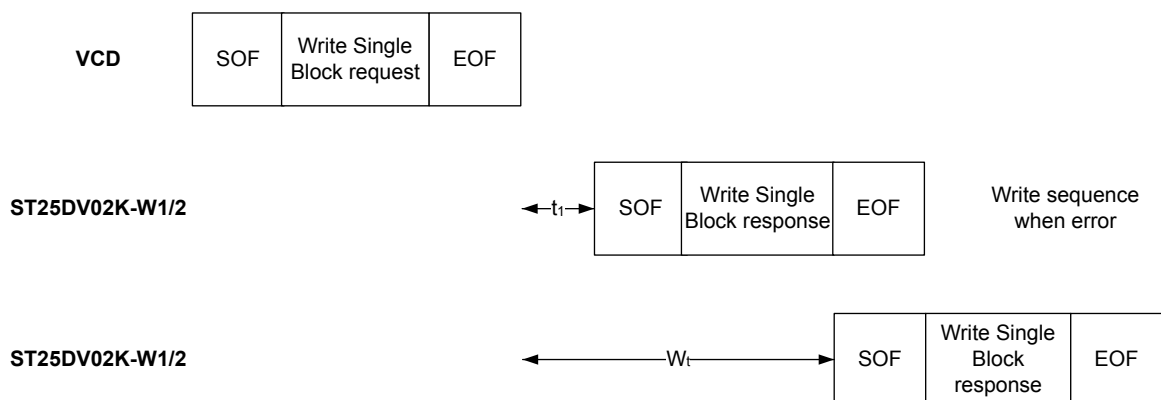 VCD
SOF
Write Single
Block request
EOF
ST25DV02K-W1/2
t1
SOF
Write Single
Block response
EOF
Write sequence
when error
ST25DV02K-W1/2
Wt
SOF
Write Single
Block
response
EOF